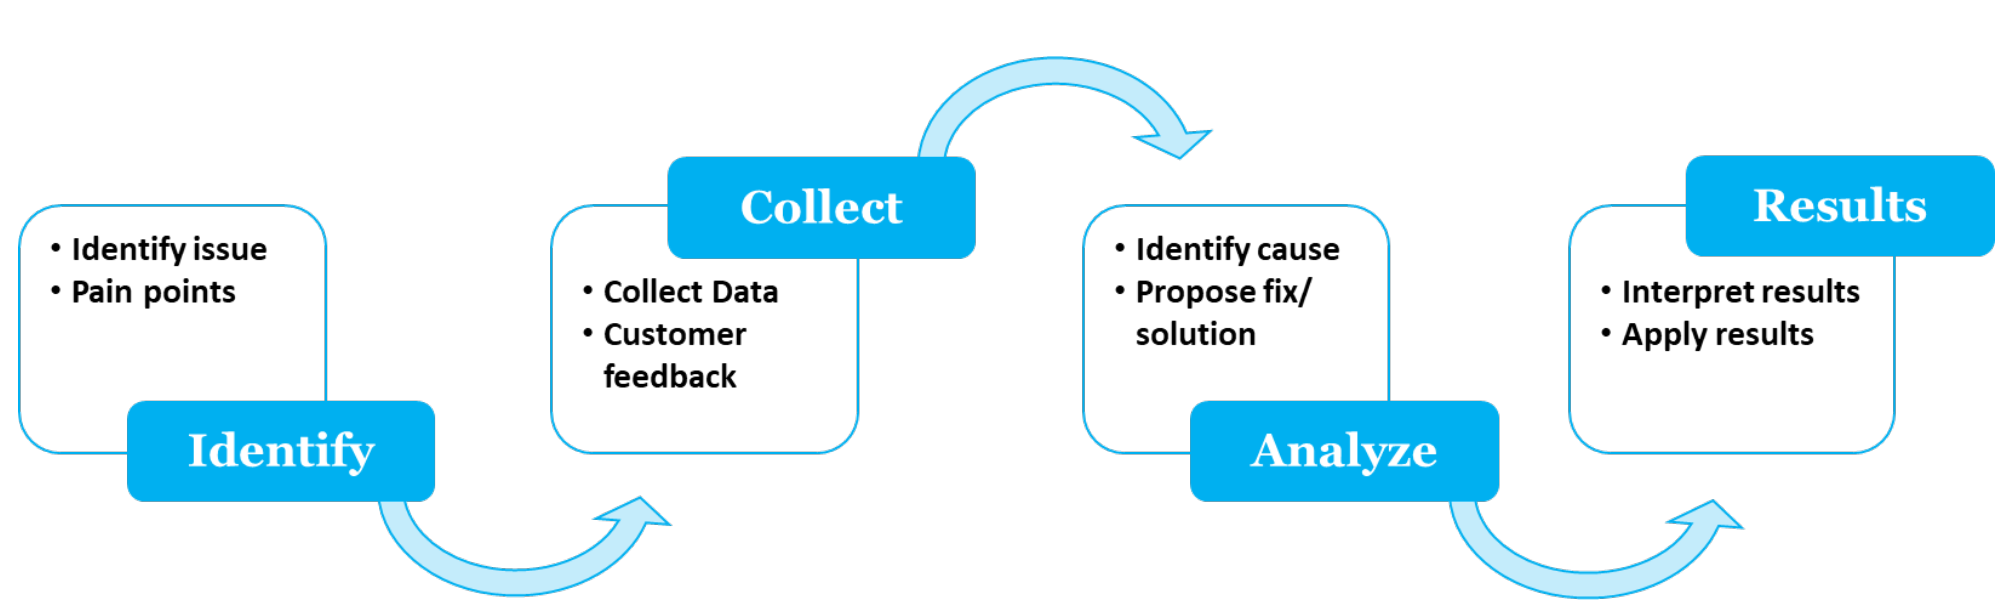 • Identify issue
• Pain points
Identify
Collect
• Collect Data
• Customer
feedback
• Identify cause
• Propose fix/
solution
Analyze
Results
• Interpret results
• Apply results